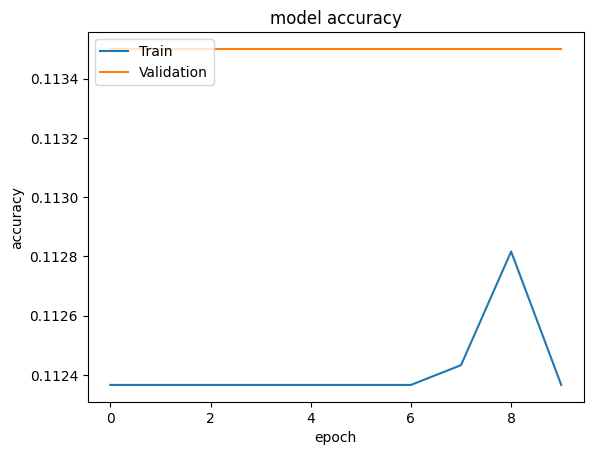 model accuracy
Train
Validation
0.1134
0.1132
0.1130
0.1128
0.1126
0.1124
accuracy
0 2 4 6 8
epoch